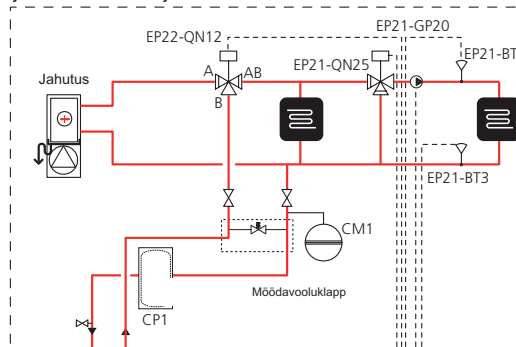 EP22-QN12
EP21-GP20
A
AB
EP21-QN25
EP21-BT
Jahutus
B
EP21-BT3
CM1
Möödavooluklapp
CP1